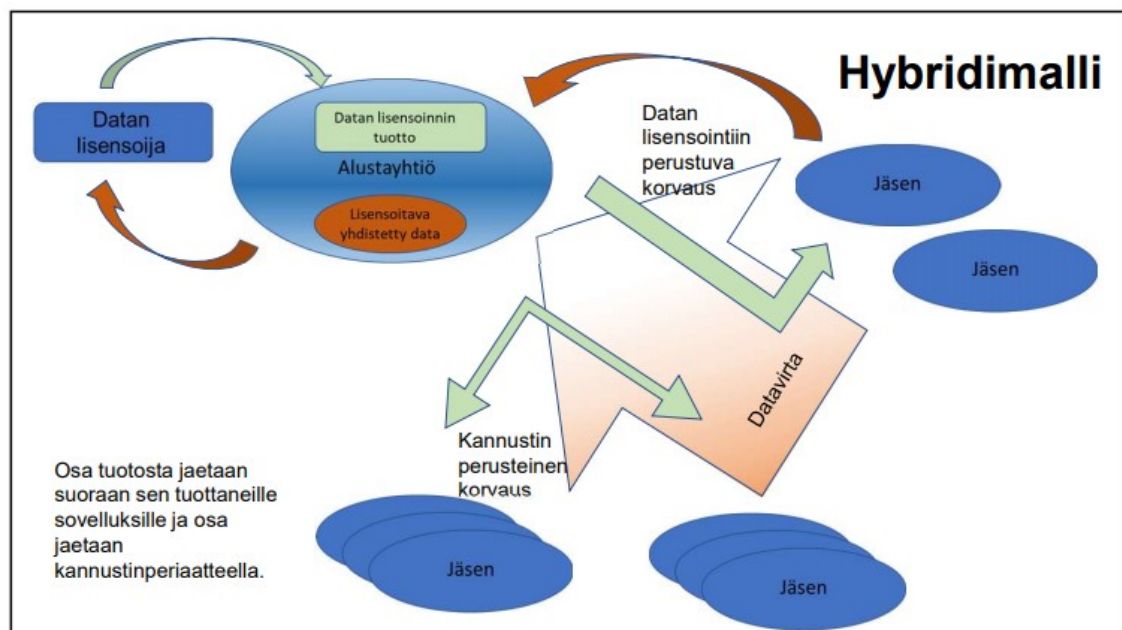 Hybridimalli
Datan
lisensoija
Datan lisensoinnin
tuotto
Alustayhtiö
Lisensoitava
yhdistetty data
Datan
lisensointiin
perustuva
korvaus
Jäsen
Jäsen
Datavirta
Kannustin
perusteinen
korvaus
Osa tuotosta jaetaan
suoraan sen tuottaneille
sovelluksille ja osa
jaetaan
kannustinperiaatteella.
Jäsen
Jäsen